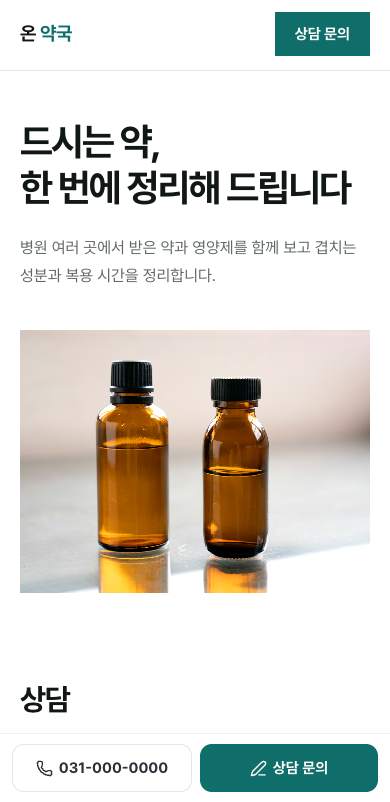 온 약국
상담 문의
드시는 약,
한 번에 정리해 드립니다
병원 여러 곳에서 받은 약과 영양제를 함께 보고 겹치는
성분과 복용 시간을 정리합니다.
상담
031-000-0000
상담 문의